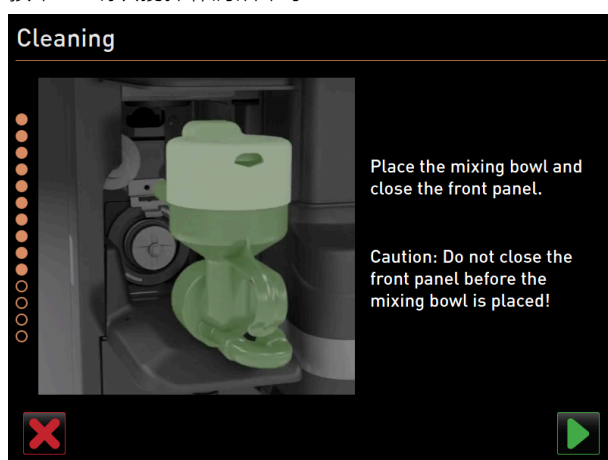 Cleaning
Place the mixing bowl and
close the front panel.
Caution: Do not close the
front panel before the
mixing bowl is placed!